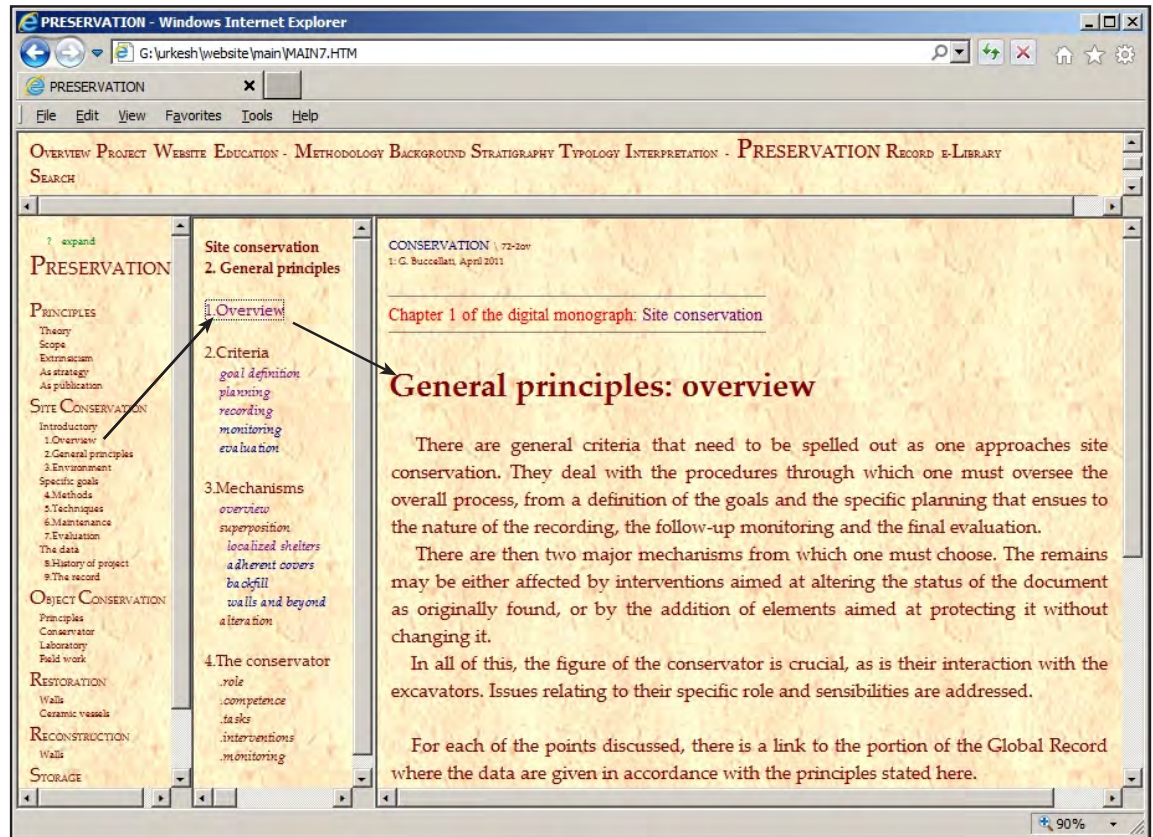 PRESERVATION - Windows Internet Explorer
G:\urkesh\website\main\MAIN7.HTM
PRESERVATION
File Edit View Favorites Tools Help
Overview Project Website Education - Methodology Background Stratigraphy Typology Interpretation - PRESERVATION Record e-Library
Search
? expand
PRESERVATION
Principles
Theory
Scope
Extrinsicism
As strategy
As publication
Site Conservation
Introductory
1.Overview
2.General principles
3.Environment
Specific goals
4.Methods
5.Techniques
6.Maintenance
7.Evaluation
The data
8.History of project
9.The record
Object Conservation
Principles
Conservator
Laboratory
Field work
Restoration
Walls
Ceramic vessels
Reconstruction
Walls
Storage
Site conservation
2. General principles
1.Overview
2.Criteria
goal definition
planning
recording
monitoring
evaluation
3.Mechanisms
overview
superposition
localized shelters
adherent covers
backfill
walls and beyond
alteration
4.The conservator
.role
.competence
.tasks
.interventions
.monitoring
CONSERVATION \ 72-2ov
1: G. Buccellati, April 2011
Chapter 1 of the digital monograph: Site conservation
General principles: overview
There are general criteria that need to be spelled out as one approaches site
conservation. They deal with the procedures through which one must oversee the
overall process, from a definition of the goals and the specific planning that ensues to
the nature of the recording, the follow-up monitoring and the final evaluation.
There are then two major mechanisms from which one must choose. The remains
may be either affected by interventions aimed at altering the status of the document
as originally found, or by the addition of elements aimed at protecting it without
changing it.
In all of this, the figure of the conservator is crucial, as is their interaction with the
excavators. Issues relating to their specific role and sensibilities are addressed.
For each of the points discussed, there is a link to the portion of the Global Record
where the data are given in accordance with the principles stated here.
90%